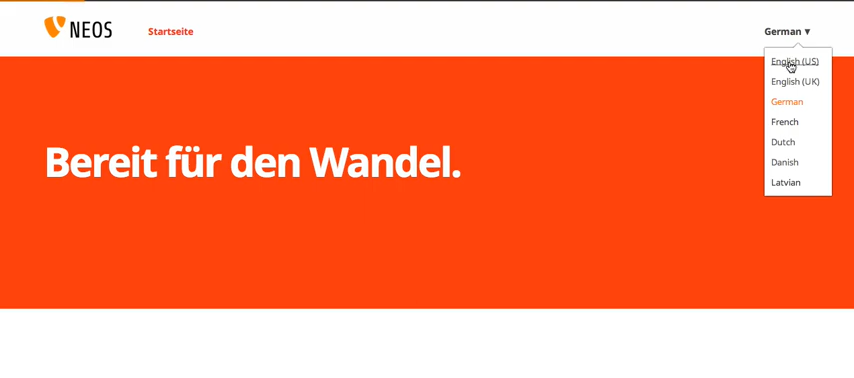 NEOS
Startseite
German ▼
English (US)
English (UK)
German
French
Dutch
Danish
Latvian
Bereit für den Wandel.